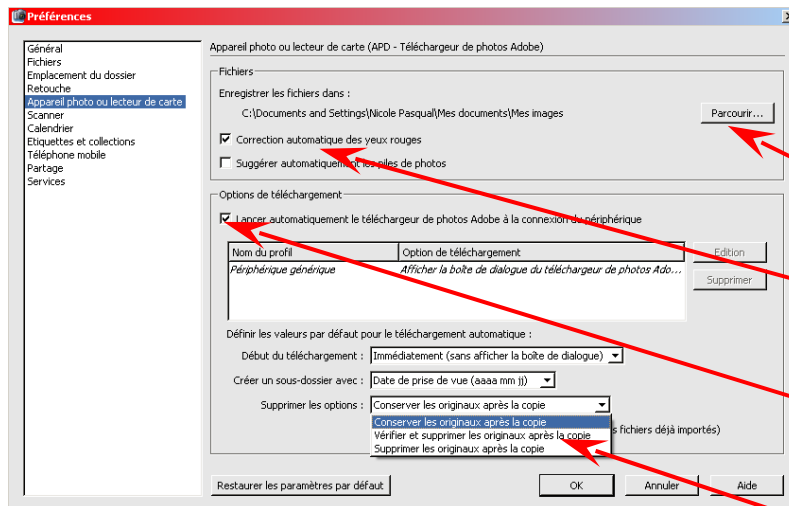 Préférences
Général
Fichiers
Emplacement du dossier
Retouche
Appareil photo ou lecteur de carte
Scanner
Calendrier
Etiquettes et collections
Téléphone mobile
Partage
Services
Appareil photo ou lecteur de carte (APD - Téléchargeur de photos Adobe)
Fichiers
Enregistrer les fichiers dans :
C:\Documents and Settings\Nicole Pasqual\Mes documents\Mes images
Parcourir...
Correction automatique des yeux rouges
Suggérer automatiquement les piles de photos
Options de téléchargement
Lancer automatiquement le téléchargeur de photos Adobe à la connexion du périphérique
Nom du profil Option de téléchargement
Edition
Périphérique générique Afficher la boîte de dialogue du téléchargeur de photos Ado...
Supprimer
Définir les valeurs par défaut pour le téléchargement automatique :
Début du téléchargement : Immédiatement (sans afficher la boîte de dialogue)
Créer un sous-dossier avec : Date de prise de vue (aaaa mm jj)
Supprimer les options : Conserver les originaux après la copie
Conserver les originaux après la copie
Vérifier et supprimer les originaux après la copie
Supprimer les originaux après la copie
fichiers déjà importés)
Restaurer les paramètres par défaut
OK Annuler Aide